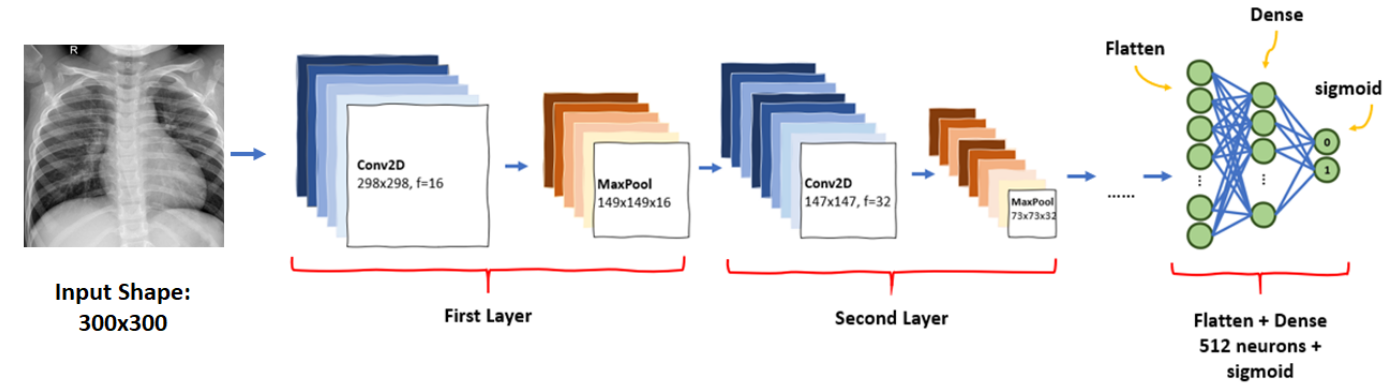 R
Input Shape:
300x300
Conv2D
298x298, f=16
MaxPool
149x149x16
First Layer
Conv2D
147x147, f=32
MaxPool
73x73x32
Second Layer
......
Flatten
Dense
sigmoid
0
1
Flatten + Dense
512 neurons +
sigmoid